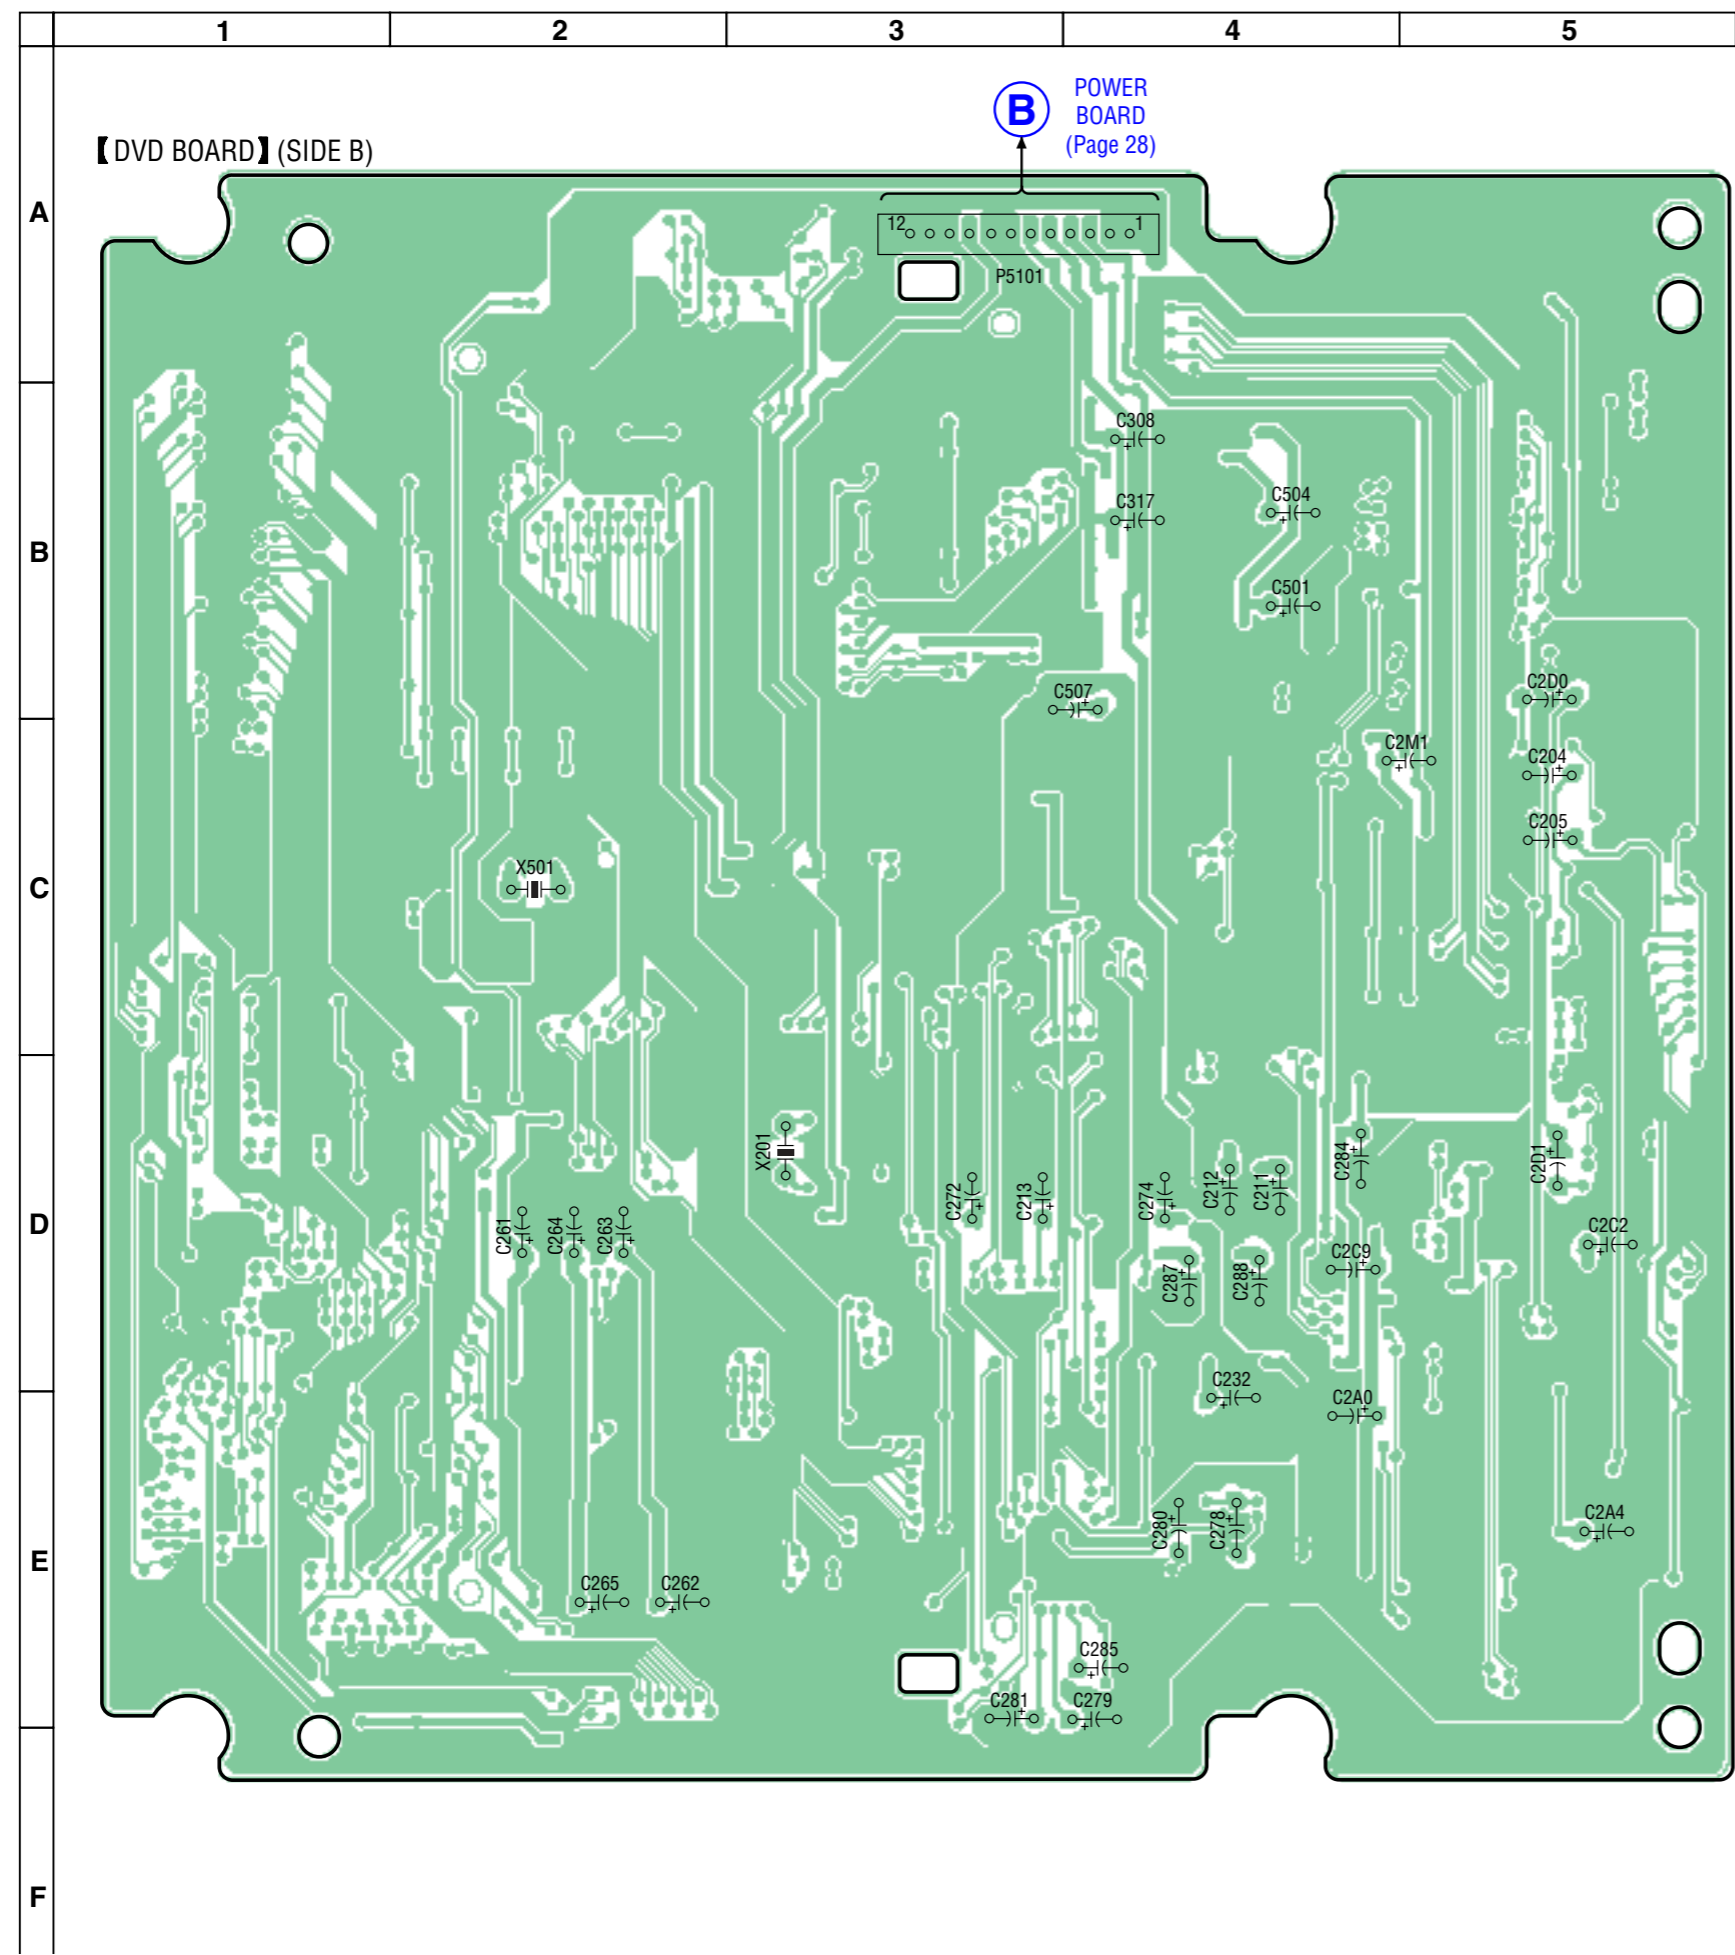 1 2 3 4 5
B POWER
BOARD
(Page 28)
【DVD BOARD】(SIDE B)
A
12 1
P5101
C308
C317 C504
B
C501
C507 C2D0
C2M1 C204
C205
X501
C
X201 C284 C2D1
C272 C213 C274 C212 C211
D
C261 C264 C263 C2C2
C287 C288 C2C9
C232 C2A0
C280 C278 C2A4
E
C265 C262
C285
C281 C279
F